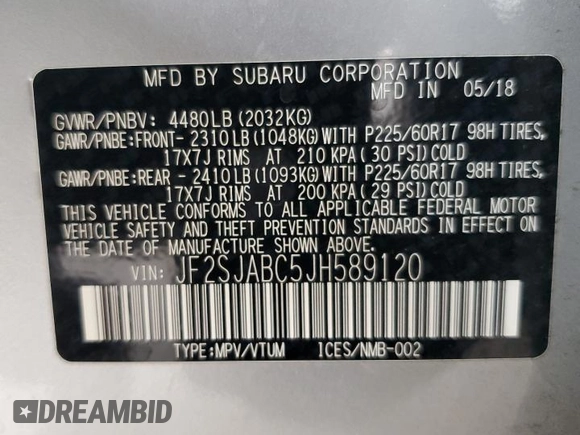 MFD BY SUBARU CORPORATION
MFD IN 05/18
GVWR/PNBV: 4480LB (2032KG)
GAWR/PNBE:FRONT- 2310LB (1048KG) WITH P225/60R17 98H TIRES,
17X7J RIMS AT 210 KPA ( 30 PSI) COLD
GAWR/PNBE:REAR - 2410LB (1093KG) WITH P225/60R17 98H TIRES,
17X7J RIMS AT 200 KPA ( 29 PSI) COLD
THIS VEHICLE CONFORMS TO ALL APPLICABLE FEDERAL MOTOR
VEHICLE SAFETY AND THEFT PREVENTION STANDARDS IN EFFECT ON
THE DATE OF MANUFACTURE SHOWN ABOVE.
VIN: JF2SJABC5JH589120
TYPE:MPV/VTUM ICES/NMB-002
DREAMBID